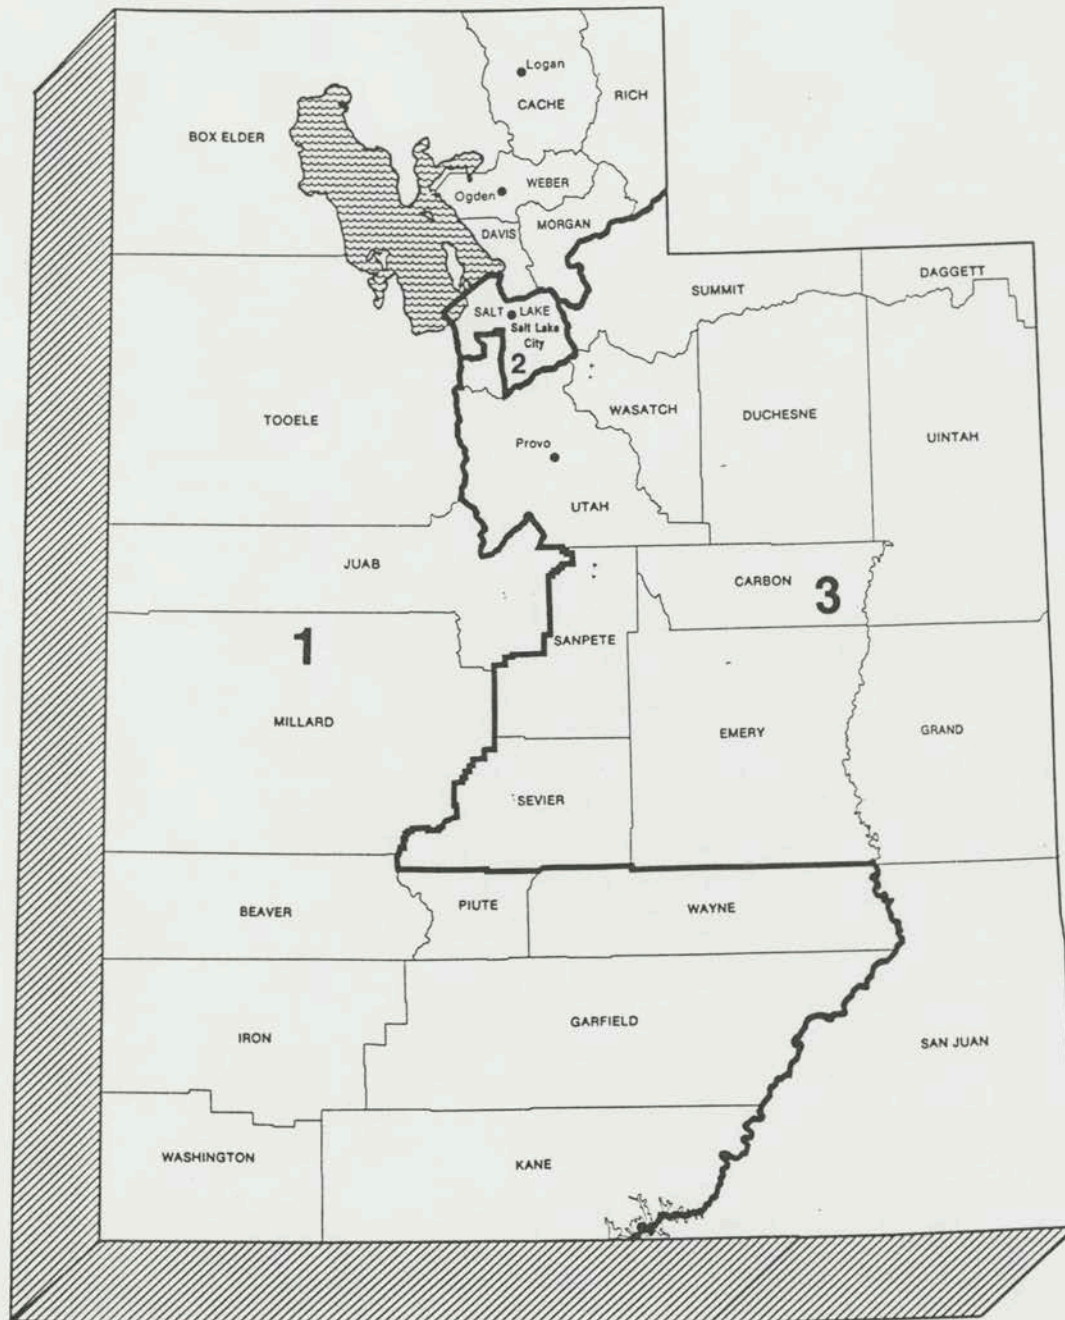 Logan
CACHE
RICH
BOX ELDER
WEBER
Ogden
MORGAN
DAVIS
DAGGETT
SUMMIT
SALT LAKE
Salt Lake
City
2
WASATCH
DUCHESNE
TOOELE
UINTAH
Provo
UTAH
JUAB
CARBON
3
1
SANPETE
MILLARD
EMERY
GRAND
SEVIER
BEAVER
PIUTE
WAYNE
IRON
GARFIELD
SAN JUAN
WASHINGTON
KANE